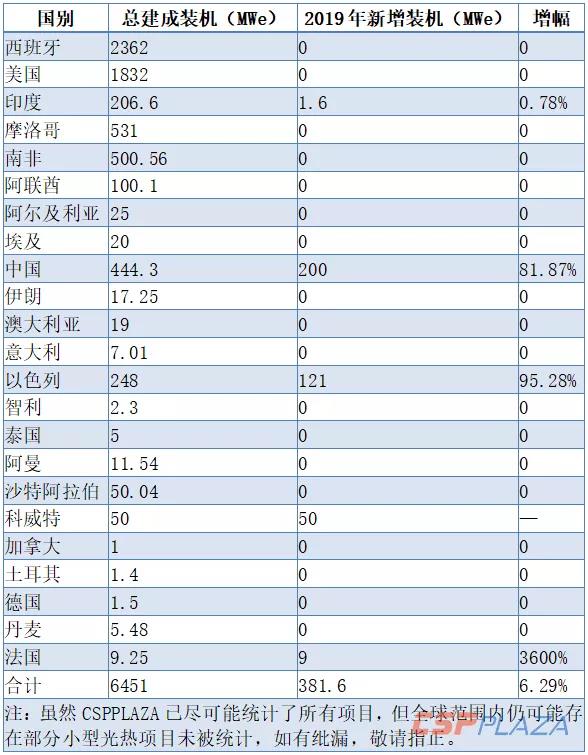 国别 总建成装机（MWe） 2019年新增装机（MWe） 增幅
西班牙 2362 0 0
美国 1832 0 0
印度 206.6 1.6 0.78%
摩洛哥 531 0 0
南非 500.56 0 0
阿联酋 100.1 0 0
阿尔及利亚 25 0 0
埃及 20 0 0
中国 444.3 200 81.87%
伊朗 17.25 0 0
澳大利亚 19 0 0
意大利 7.01 0 0
以色列 248 121 95.28%
智利 2.3 0 0
泰国 5 0 0
阿曼 11.54 0 0
沙特阿拉伯 50.04 0 0
科威特 50 50 —
加拿大 1 0 0
土耳其 1.4 0 0
德国 1.5 0 0
丹麦 5.48 0 0
法国 9.25 9 3600%
合计 6451 381.6 6.29%
注：虽然 CSPPLAZA 已尽可能统计了所有项目，但全球范围内仍可能存
在部分小型光热项目未被统计，如有纰漏，敬请指正。
CSPPLAZA